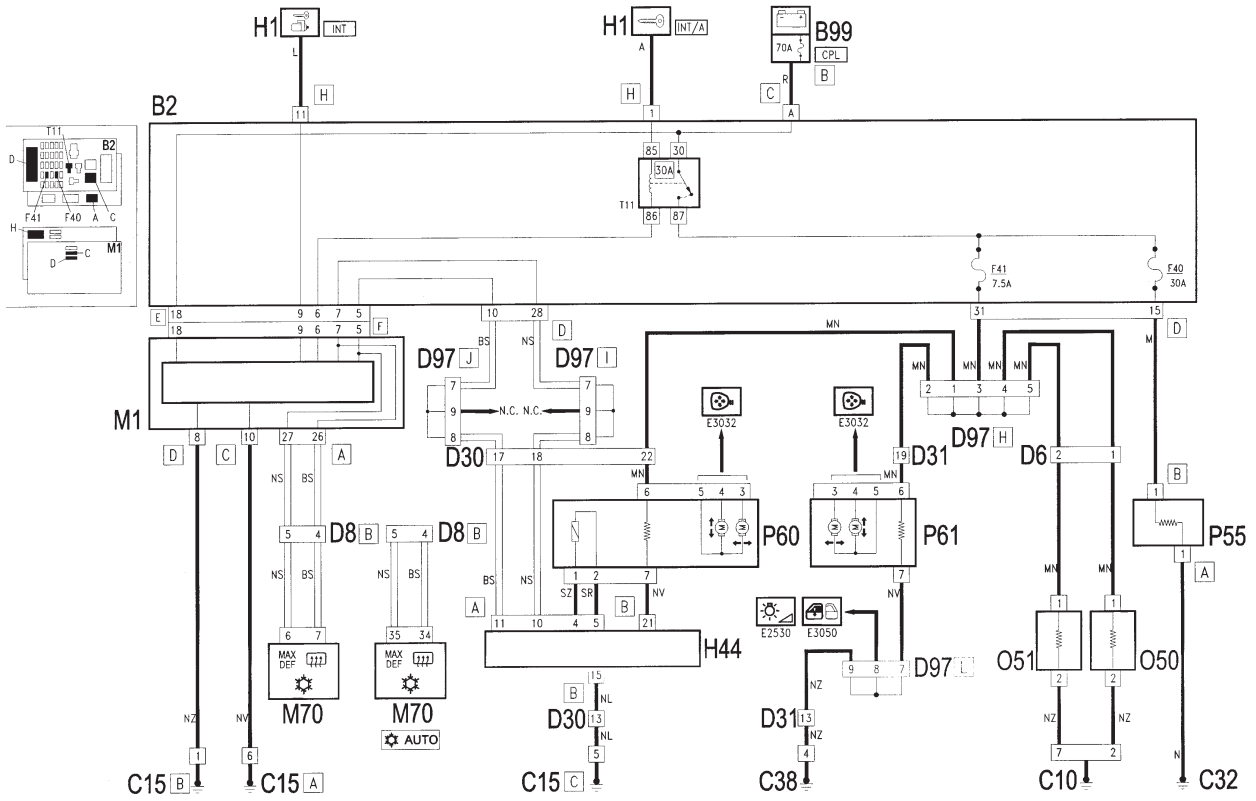 H1 INT
H1 INT/A
B99
70A
CPL
B
L
A
R
H
H
C
B2
11
1
A
T11
B2
D
F41 F40 A C
H
M1
C
D
85 30
30A
T11
86 87
F41
7.5A
F40
30A
E 18 9 6 7 5
18 9 6 7 5 F
10 28
D
31 15
D
BS NS
MN
M
D97 J
D97 I
7 7
9 N.C. N.C. 9
8 8
MN MN MN MN
2 1 3 4 5
D97 H
M1
8 10 27 26
D C A
E3032
E3032
D30 17 18 22
19 D31
D6 2 1
MN
MN
B
NS BS
6 5 4 3
3 4 5 6
1
M M
M M
P60
P61
P55
1
A
5 4 D8 B
5 4 D8 B
1 2 7
7
NS BS
NS BS
BS NS
SZ SR NV
NV
MN MN
A
B
E2530
E3050
11 10 4 5 21
H44
1 1
O51
O50
2 2
6 7
35 34
MAX
DEF
MAX
DEF
M70
M70
AUTO
15
B
NL
9 8 7 D97 L
NZ
D30 13
NL
D31 13
NZ
NZ NV
NZ NZ
N
1 6
5
4
7 2
C15 B
C15 A
C15 C
C38
C10
C32